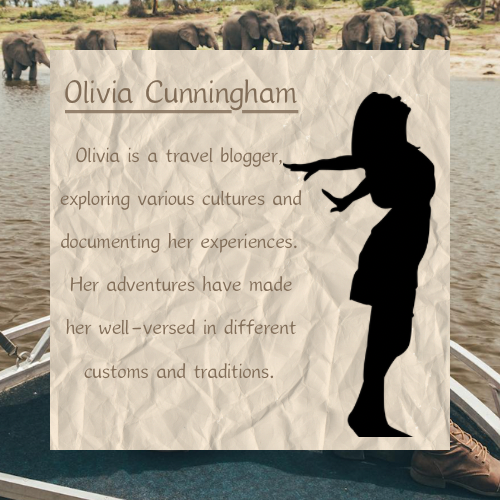 Olivia Cunningham
Olivia is a travel blogger,
exploring various cultures and
documenting her experiences.
Her adventures have made
her well-versed in different
customs and traditions.